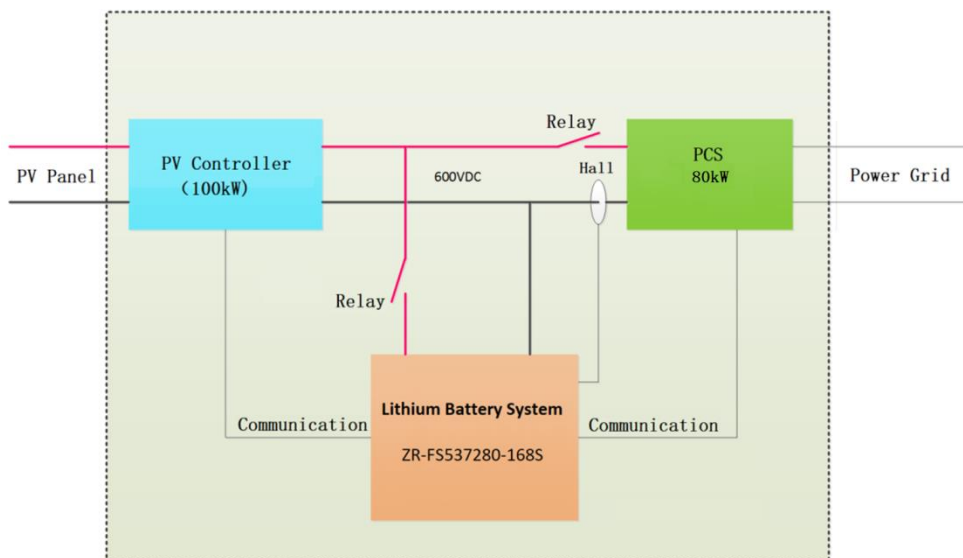 Relay
PV Controller
(100kW)
PCS
80kW
Hall
PV Panel
600VDC
Power Grid
Relay
Lithium Battery System
Communication
Communication
ZR-FS537280-168S